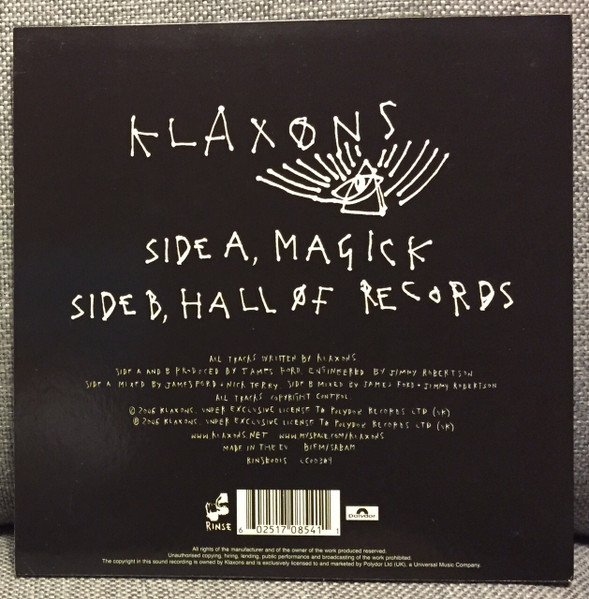 KLAXØNS
SIDE A, MAGICK
SIDE B, HALL ØF RECORDS
ALL TRACKS WRITTEN BY KLAXONS.
SIDE A AND B PRODUCED BY JAMES FORD. ENGINEERED BY JIMMY ROBERTSON
SIDE A MIXED BY JAMES FORD + NICK TERRY. SIDE B MIXED BY JAMES FORD + JIMMY ROBERTSON
ALL TRACKS COPYRIGHT CONTROL.
© 2006 KLAXONS. UNDER EXCLUSIVE LICENSE TO POLYDOR RECORDS LTD (UK)
℗ 2006 KLAXONS. UNDER EXCLUSIVE LICENSE TO POLYDOR RECORDS LTD (UK)
WWW.KLAXONS.NET WWW.MYSPACE.COM/KLAXONS
MADE IN THE EU BIEM/SABAM
RINSE001S LC00309
RINSE
6 02517 08541 1
Polydor
All rights of the manufacturer and of the owner of the work produced reserved.
Unauthorised copying, hiring, lending, public performance and broadcasting of the work prohibited.
The copyright in this sound recording is owned by Klaxons and is exclusively licensed to and marketed by Polydor Ltd (UK), a Universal Music Company.